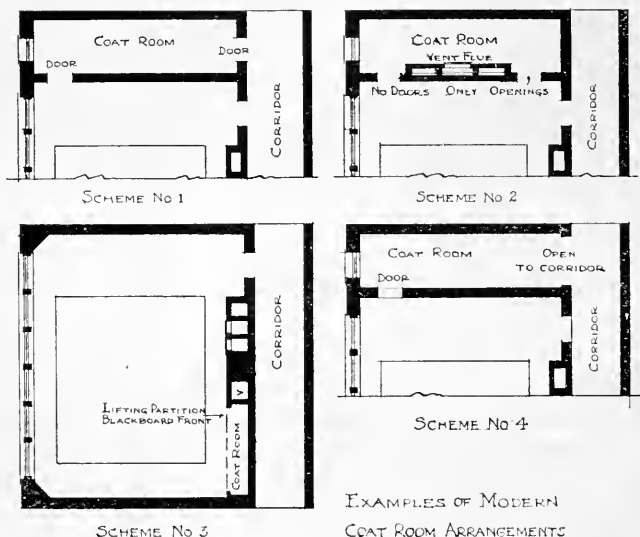 COAT ROOM
DOOR
DOOR
CORRIDOR
SCHEME NO 1
COAT ROOM
VENT FLUE
NO DOORS ONLY OPENINGS
CORRIDOR
SCHEME NO 2
LIFTING PARTITION
BLACKBOARD FRONT
V
COAT ROOM
CORRIDOR
SCHEME NO 3
COAT ROOM
OPEN
TO CORRIDOR
DOOR
CORRIDOR
SCHEME NO 4
EXAMPLES OF MODERN
COAT ROOM ARRANGEMENTS